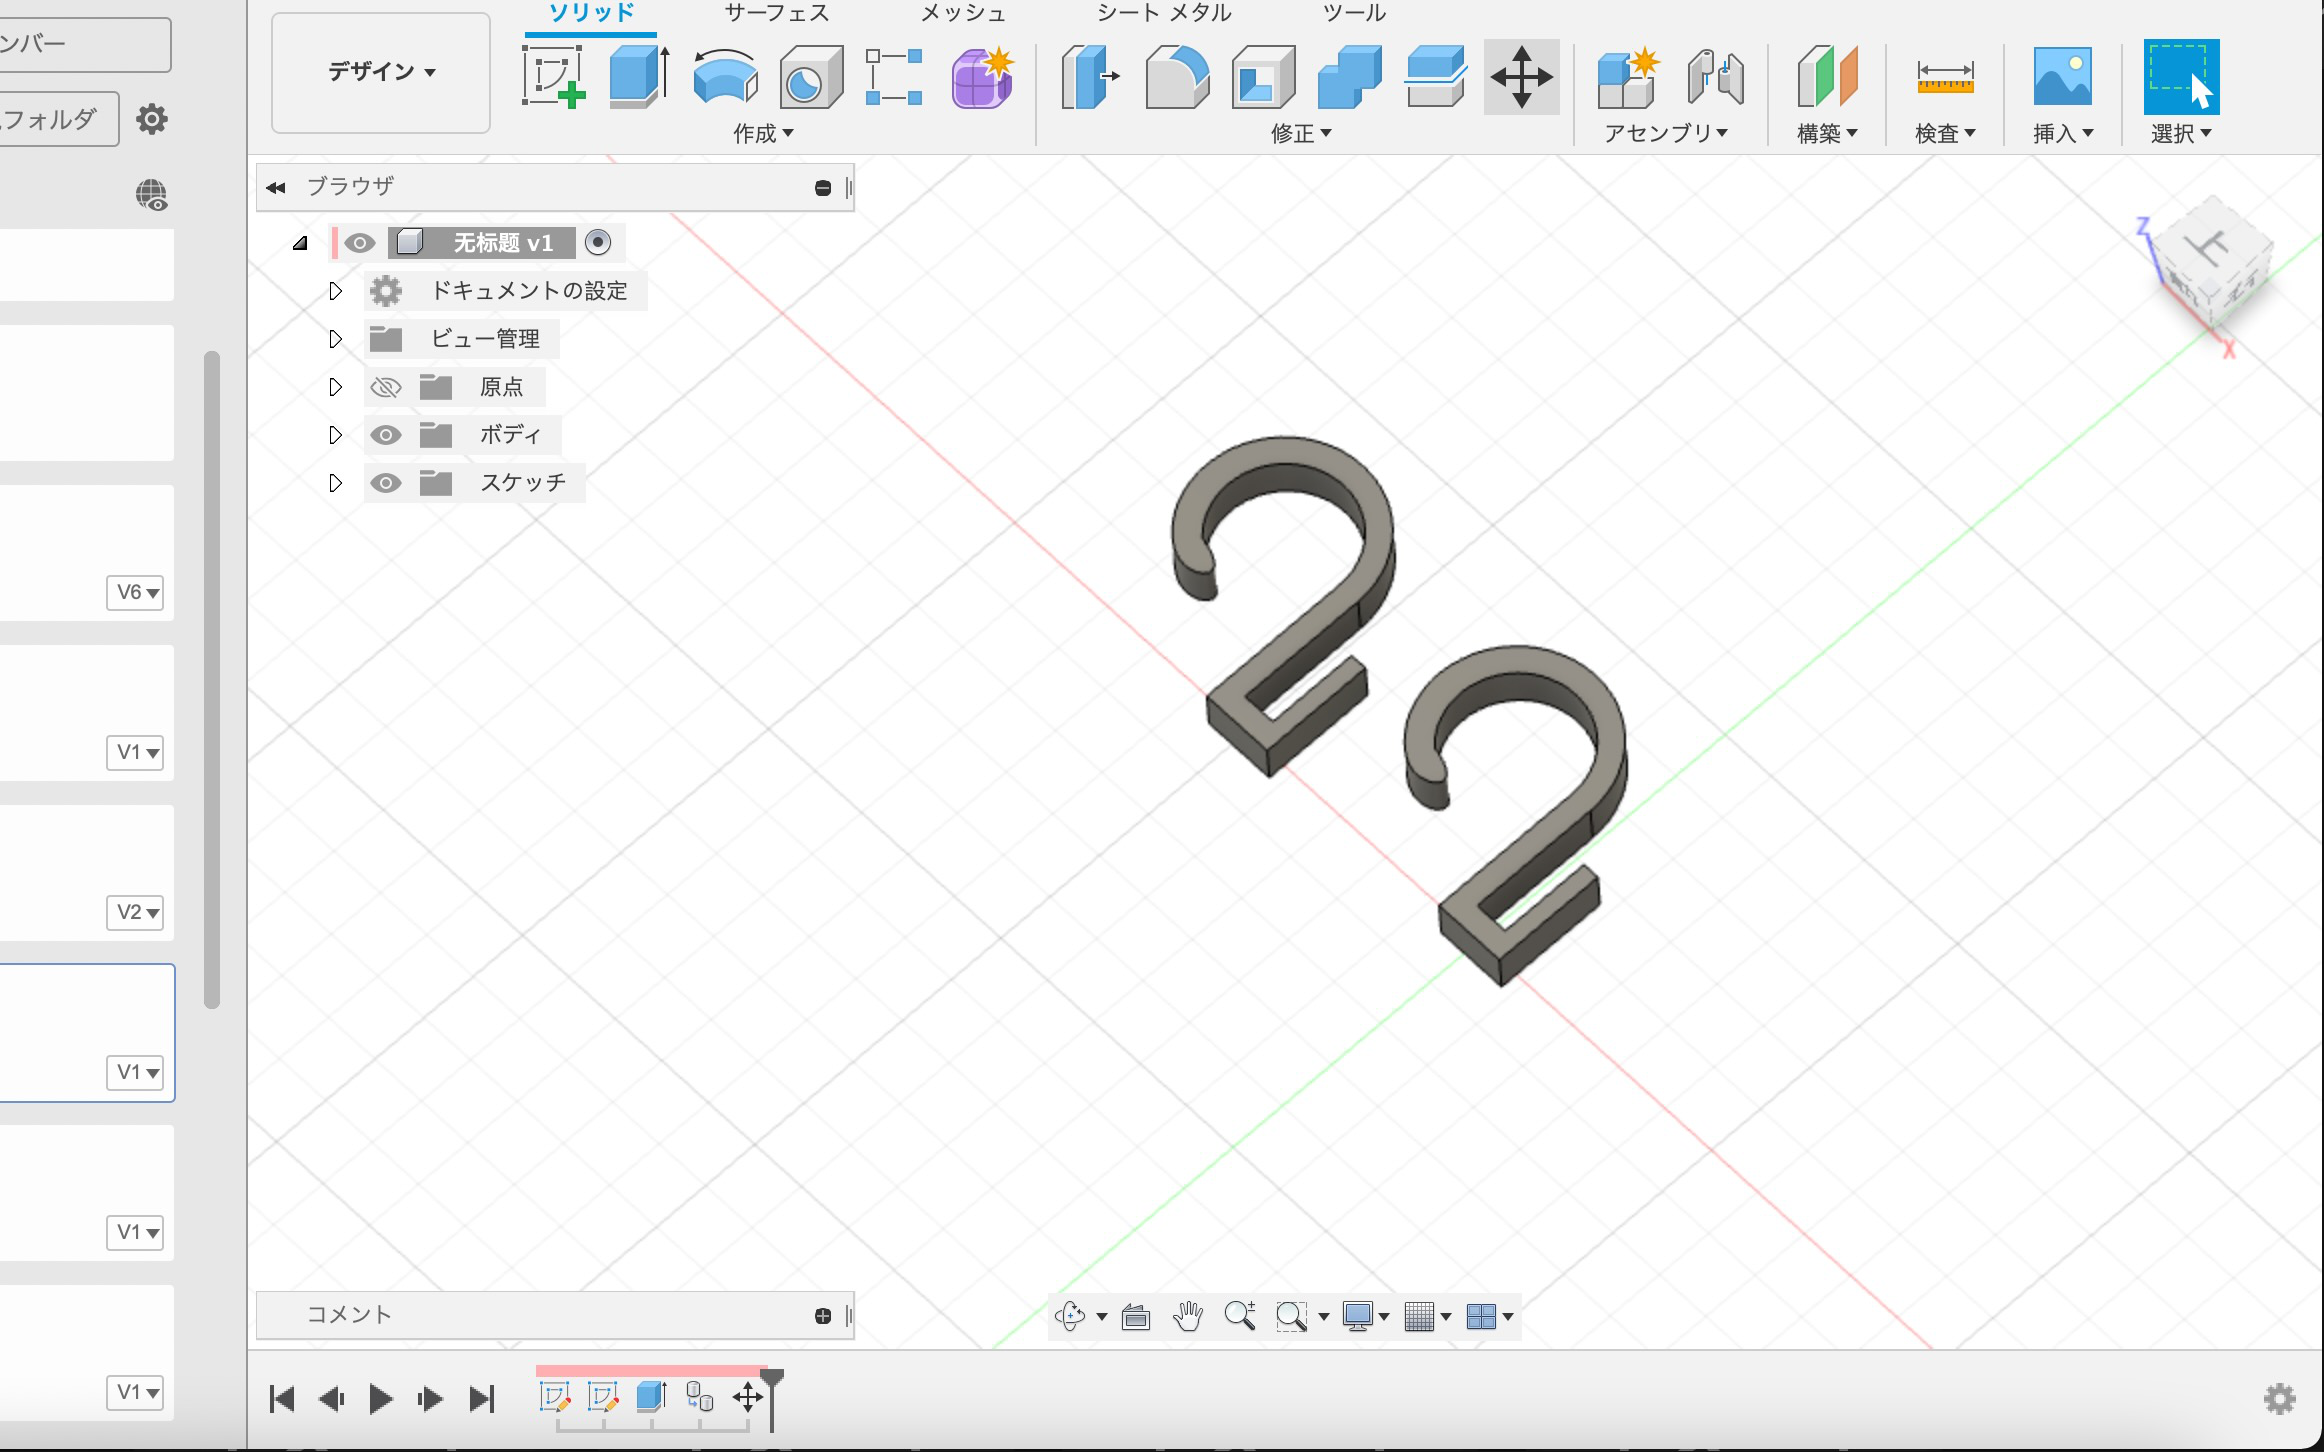 ンバー
フォルダ
V6
V1
V2
V1
V1
V1
デザイン
ソリッド
サーフェス
メッシュ
シート メタル
ツール
作成
修正
アセンブリ
構築
検査
挿入
選択
ブラウザ
无标题 v1
ドキュメントの設定
ビュー管理
原点
ボディ
スケッチ
Z
X
コメント